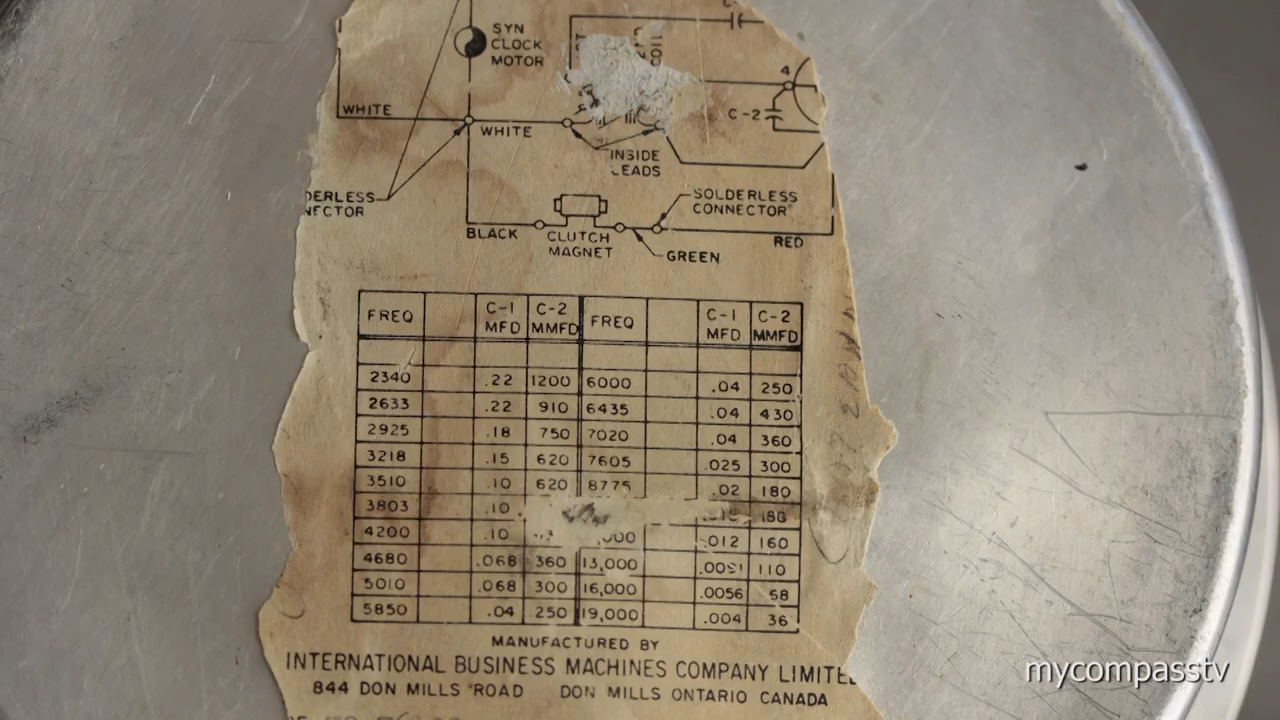 SYN
CLOCK
MOTOR
4
WHITE
WHITE
C-2
INSIDE
LEADS
SOLDERLESS
CONNECTOR
BLACK
CLUTCH
MAGNET
GREEN
RED
FREQ C-1 MFD C-2 MMFD FREQ C-1 MFD C-2 MMFD
2340 .22 1200 6000 .04 250
2633 .22 910 6435 .04 430
2925 .18 750 7020 .04 360
3218 .15 620 7605 .025 300
3510 .10 620 8775 .02 180
3803 .10 180
4200 .10 .012 160
4680 .068 360 13,000 .0091 110
5010 .068 300 16,000 .0056 58
5850 .04 250 19,000 .004 36
MANUFACTURED BY
INTERNATIONAL BUSINESS MACHINES COMPANY LIMITE
844 DON MILLS ROAD DON MILLS ONTARIO CANADA
mycompasstv